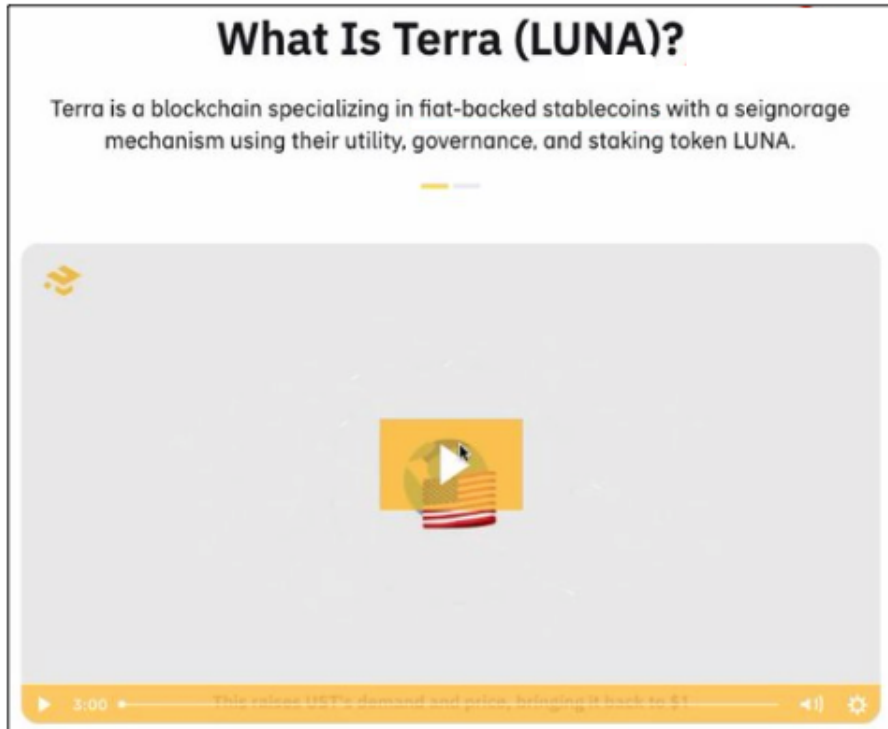 What Is Terra (LUNA)?
Terra is a blockchain specializing in fiat-backed stablecoins with a seignorage
mechanism using their utility, governance, and staking token LUNA.
3:00
This raises UST's demand and price, bringing it back to $1